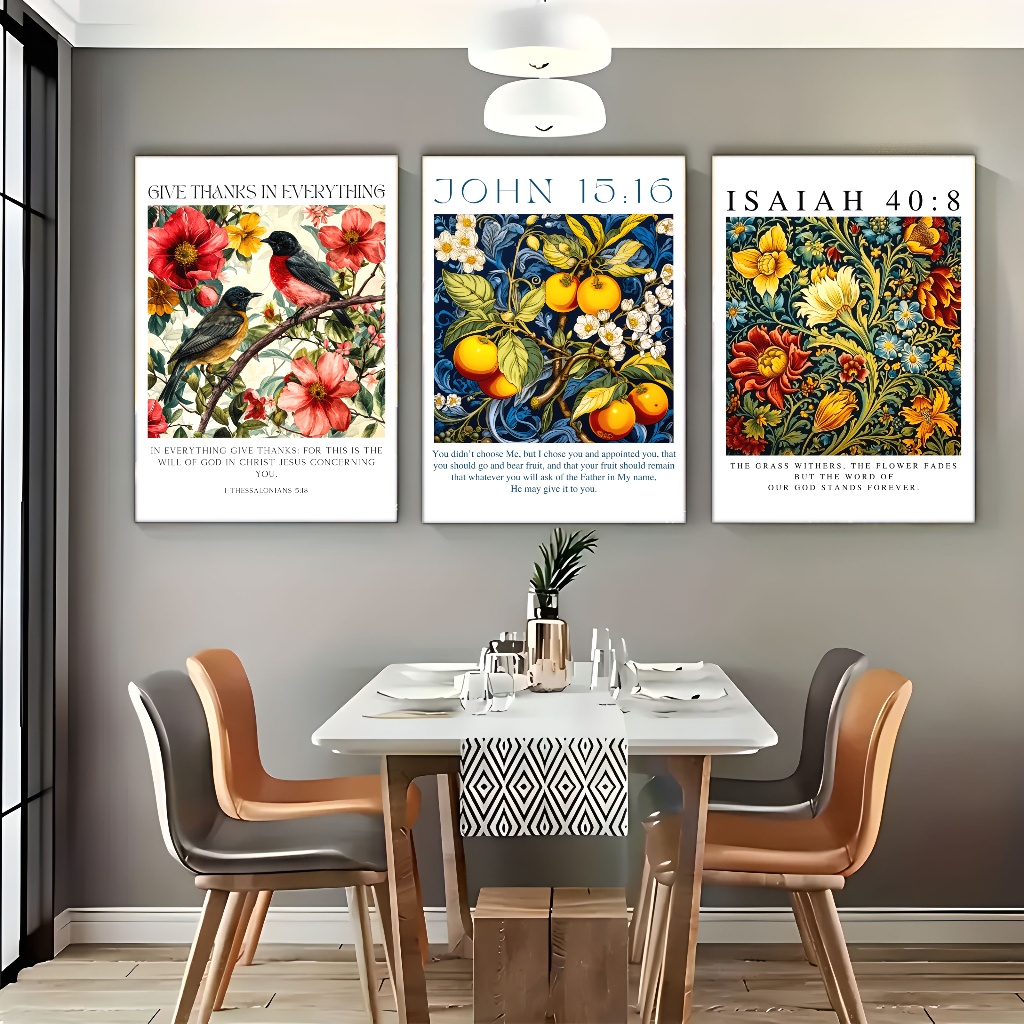 GIVE THANKS IN EVERYTHING
IN EVERYTHING GIVE THANKS: FOR THIS IS THE
WILL OF GOD IN CHRIST JESUS CONCERNING
YOU.
1 THESSALONIANS 5:18
JOHN 15:16
You didn't choose Me, but I chose you and appointed you, that
you should go and bear fruit, and that your fruit should remain
that whatever you will ask of the Father in My name,
He may give it to you.
ISAIAH 40:8
THE GRASS WITHERS, THE FLOWER FADES
BUT THE WORD OF
OUR GOD STANDS FOREVER.